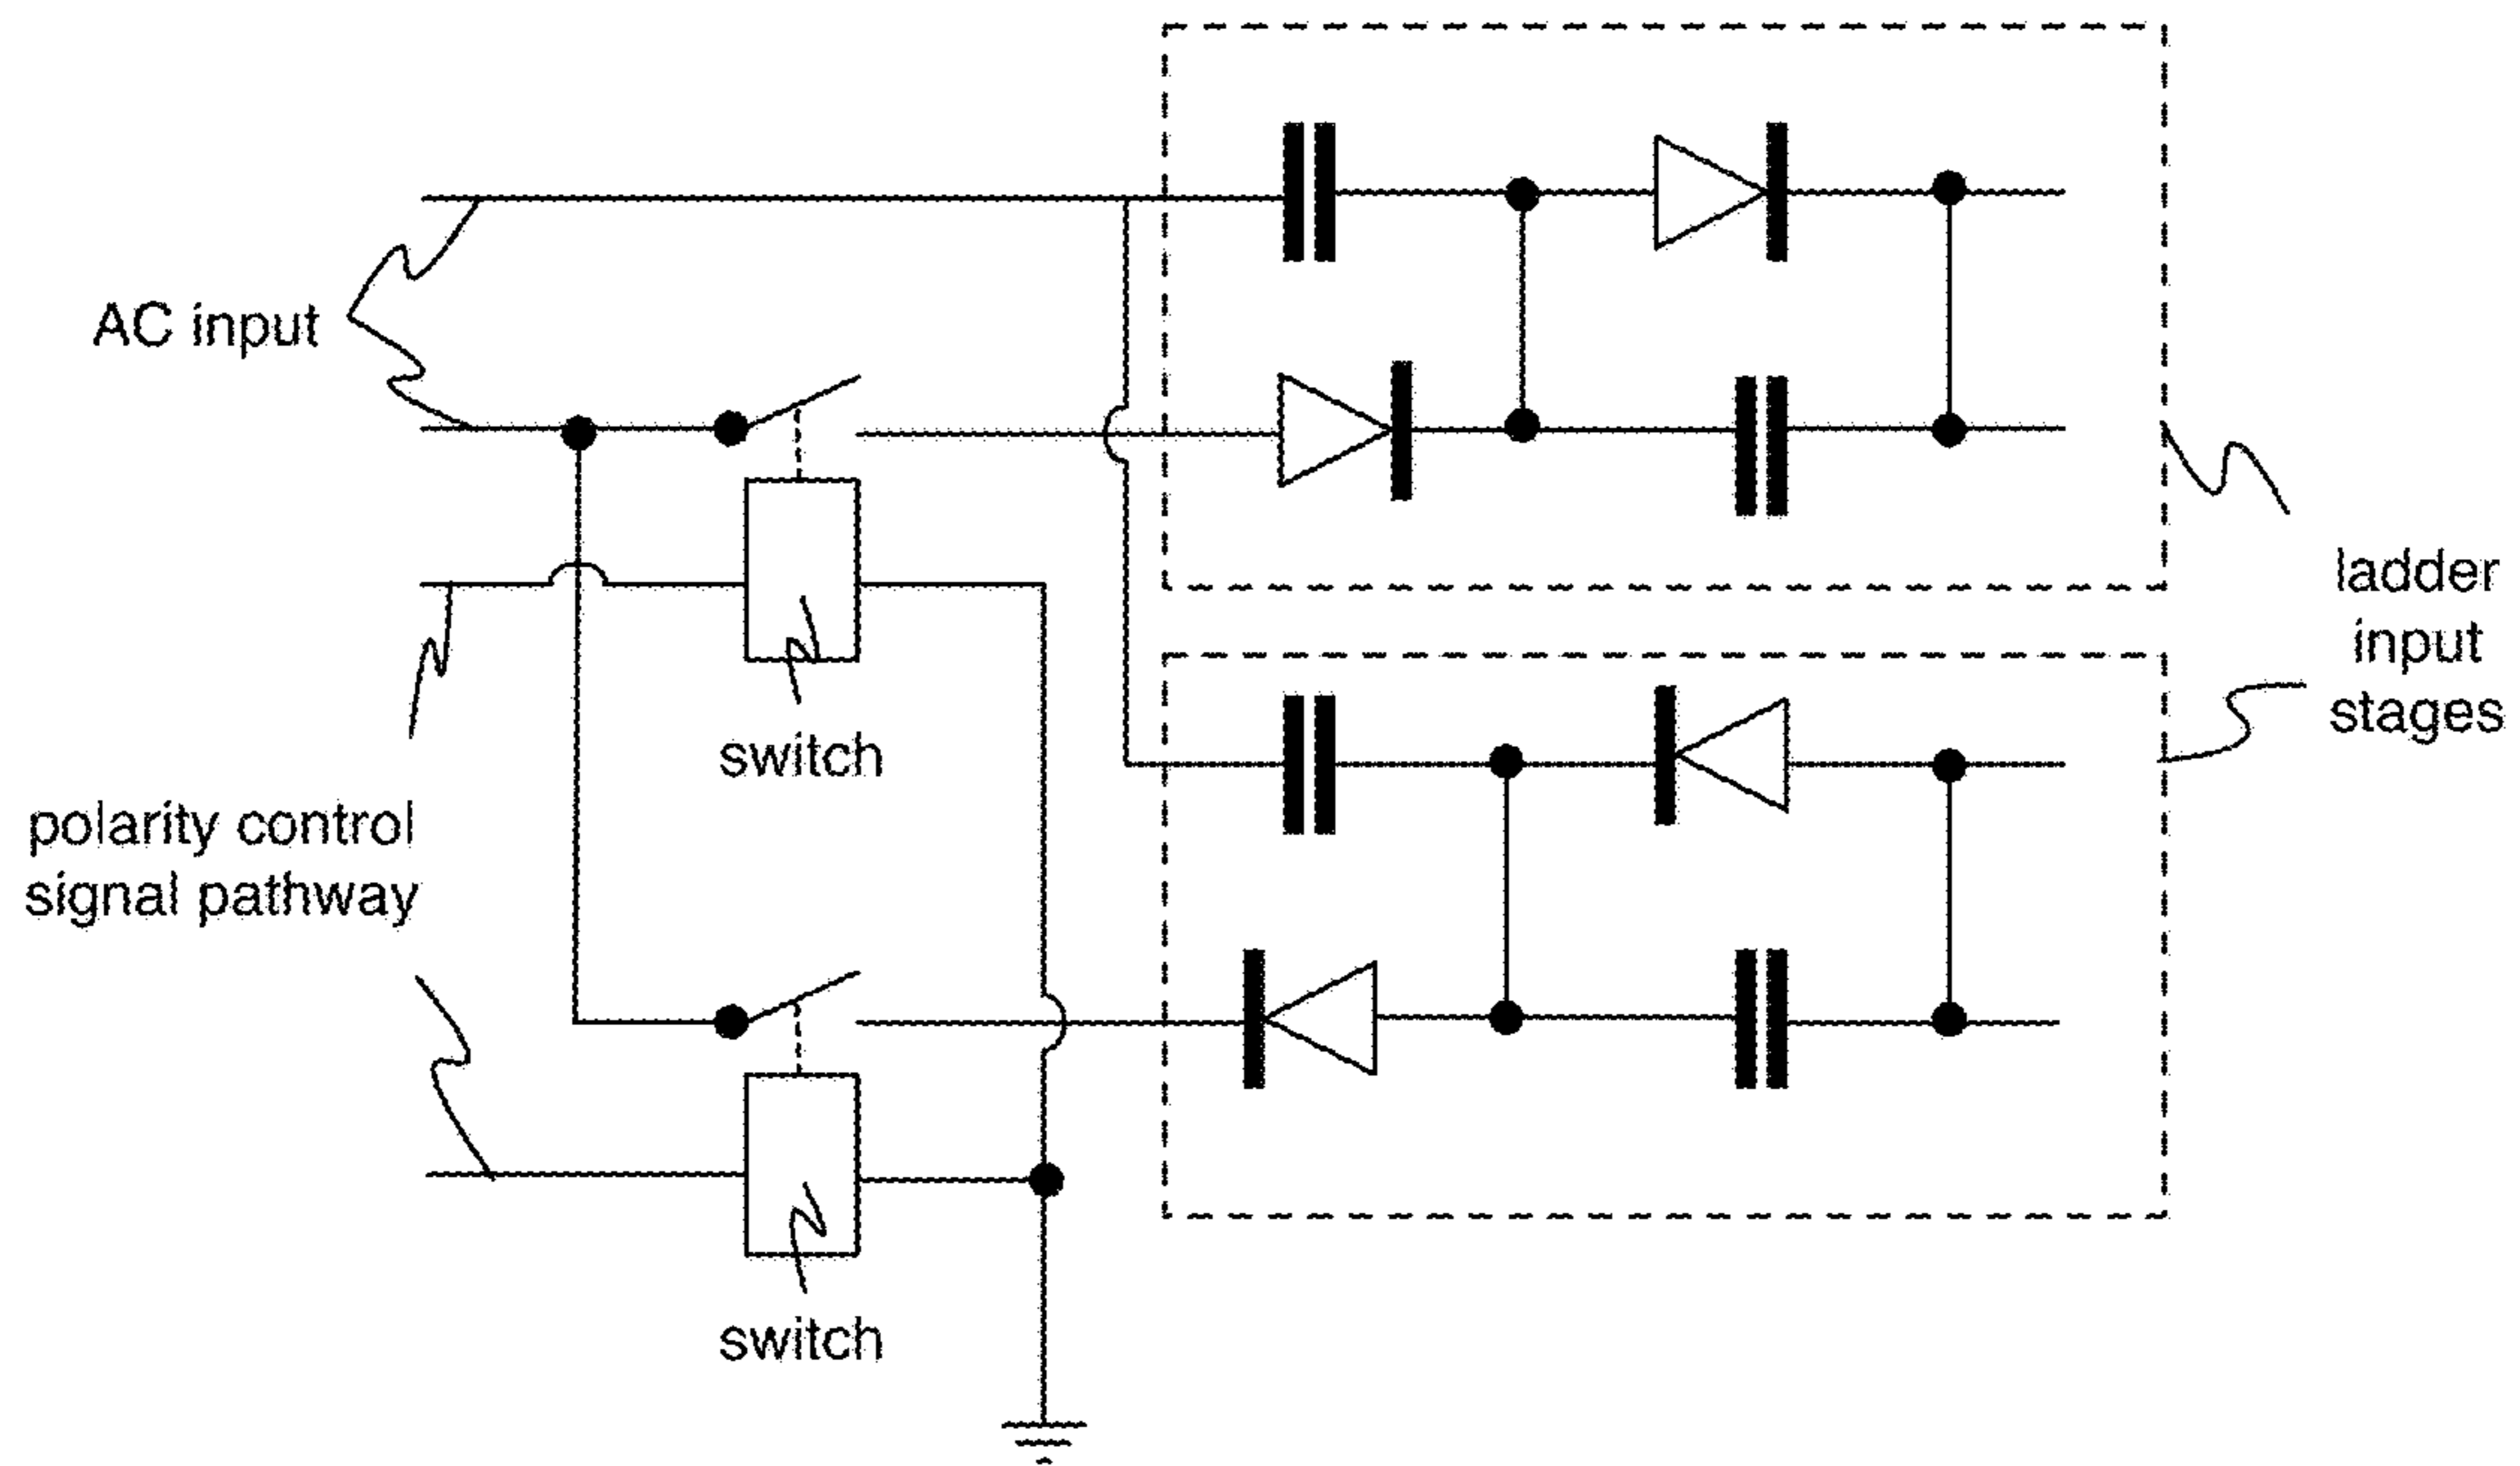 AC input
switch
polarity control
signal pathway
switch
ladder
input
stages